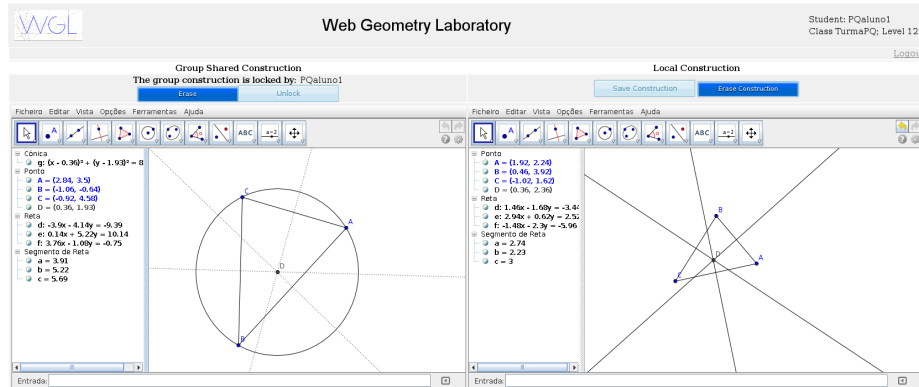 WGL
Web Geometry Laboratory
Student: PQaluno1
Class TurmaPQ; Level 12
Logou
Group Shared Construction
The group construction is locked by: PQaluno1
Erase
Unlock
Ficheiro Editar Vista Opções Ferramentas Ajuda
ABC
a=2
Cónica
g: (x - 0.36)² + (y - 1.93)² = 8
Ponto
A = (2.84, 3.5)
B = (-1.06, -0.64)
C = (-0.92, 4.58)
D = (0.36, 1.93)
Reta
d: -3.9x - 4.14y = -9.39
e: 0.14x + 5.22y = 10.14
f: 3.76x - 1.08y = -0.75
Segmento de Reta
a = 3.91
b = 5.22
c = 5.69
C
A
D
B
Entrada:
Local Construction
Save Construction
Erase Construction
Ficheiro Editar Vista Opções Ferramentas Ajuda
ABC
a=2
Ponto
A = (1.92, 2.24)
B = (0.46, 3.92)
C = (-1.02, 1.62)
D = (0.36, 2.36)
Reta
d: 1.46x - 1.68y = -3.44
e: 2.94x + 0.62y = 2.52
f: -1.48x - 2.3y = -5.96
Segmento de Reta
a = 2.74
b = 2.23
c = 3
B
D
A
C
Entrada: